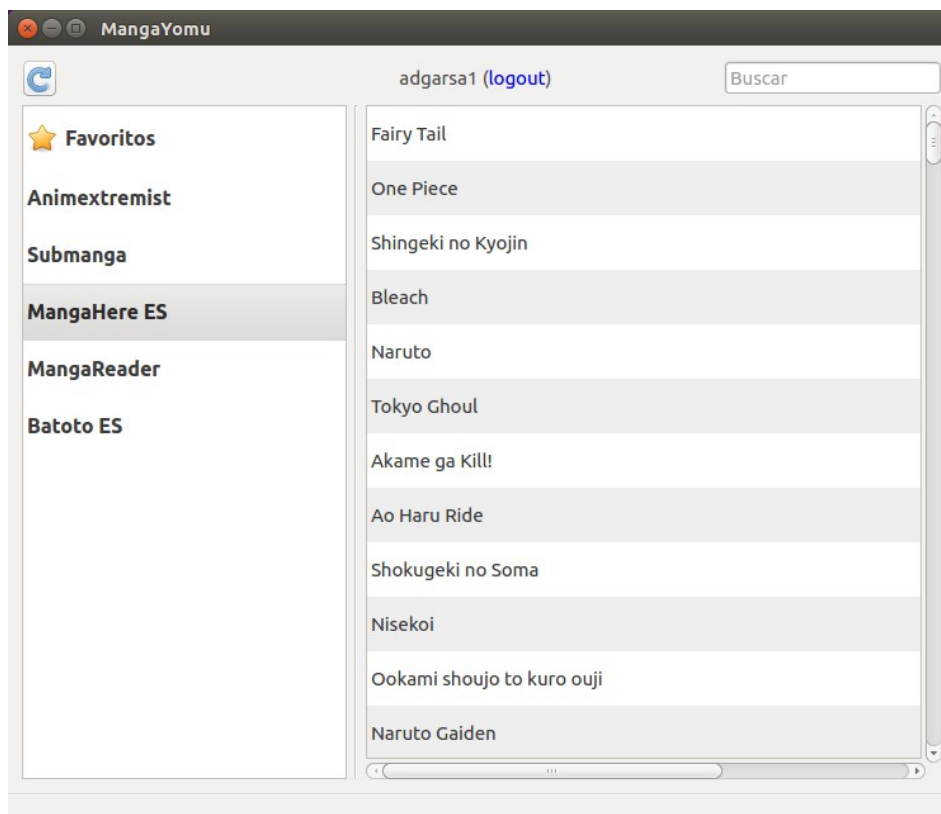 MangaYomu
adgarsa1 (logout)
Buscar
Favoritos
Animextremist
Submanga
MangaHere ES
MangaReader
Batoto ES
Fairy Tail
One Piece
Shingeki no Kyojin
Bleach
Naruto
Tokyo Ghoul
Akame ga Kill!
Ao Haru Ride
Shokugeki no Soma
Nisekoi
Ookami shoujo to kuro ouji
Naruto Gaiden